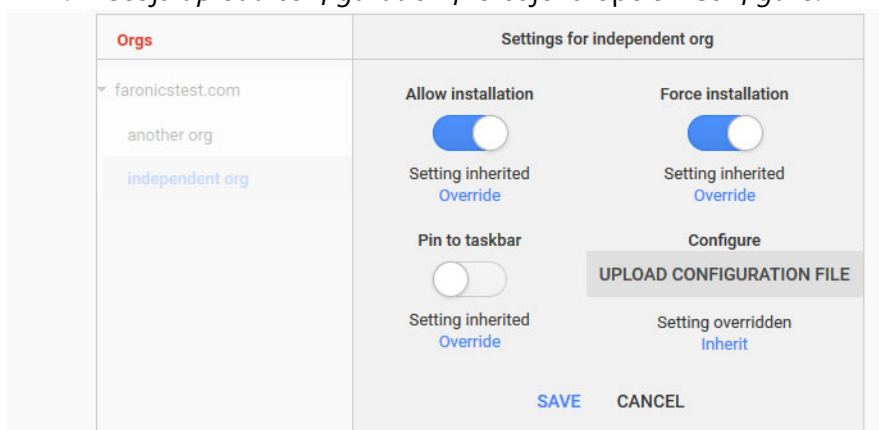 Orgs
Settings for independent org
faronicstest.com
another org
independent org
Allow installation
Force installation
Setting inherited
Override
Setting inherited
Override
Pin to taskbar
Configure
UPLOAD CONFIGURATION FILE
Setting inherited
Override
Setting overridden
Inherit
SAVE CANCEL